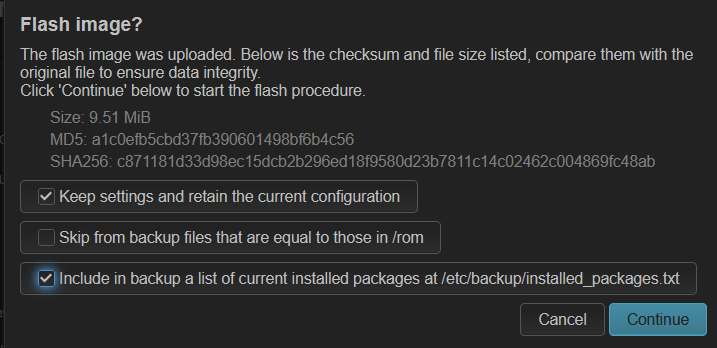 Flash image?
The flash image was uploaded. Below is the checksum and file size listed, compare them with the
original file to ensure data integrity.
Click 'Continue' below to start the flash procedure.
Size: 9.51 MiB
MD5: a1c0efb5cbd37fb390601498bf6b4c56
SHA256: c871181d33d98ec15dcb2b296ed18f9580d23b7811c14c02462c004869fc48ab
Keep settings and retain the current configuration
Skip from backup files that are equal to those in /rom
Include in backup a list of current installed packages at /etc/backup/installed_packages.txt
Cancel
Continue